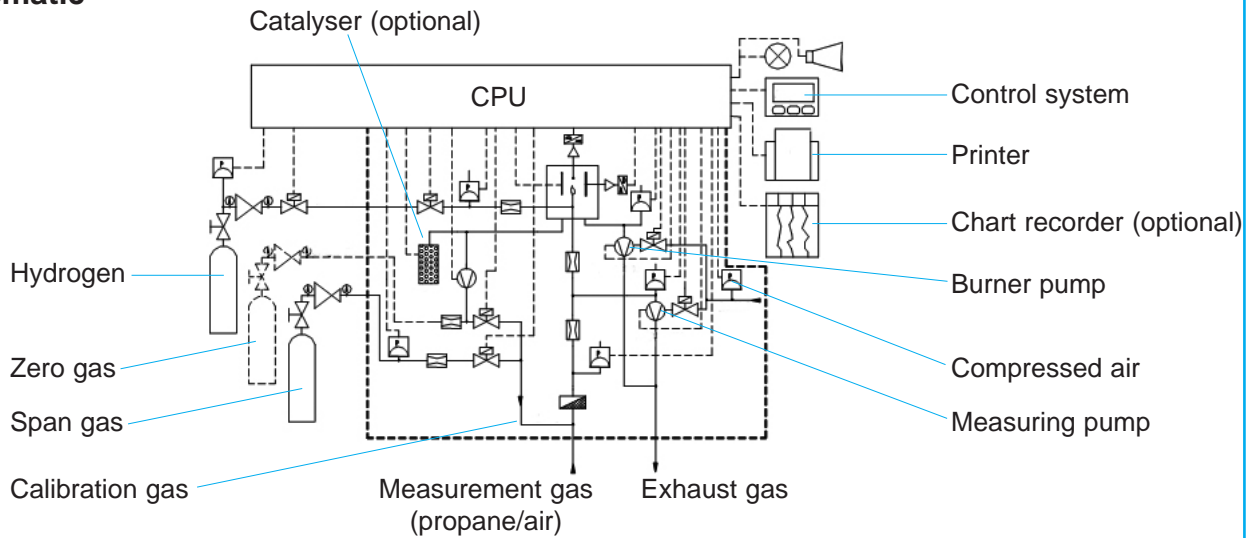 Catalyser (optional)
CPU
Control system
Printer
Chart recorder (optional)
Hydrogen
Burner pump
Zero gas
Compressed air
Span gas
Measuring pump
Calibration gas
Measurement gas
(propane/air)
Exhaust gas